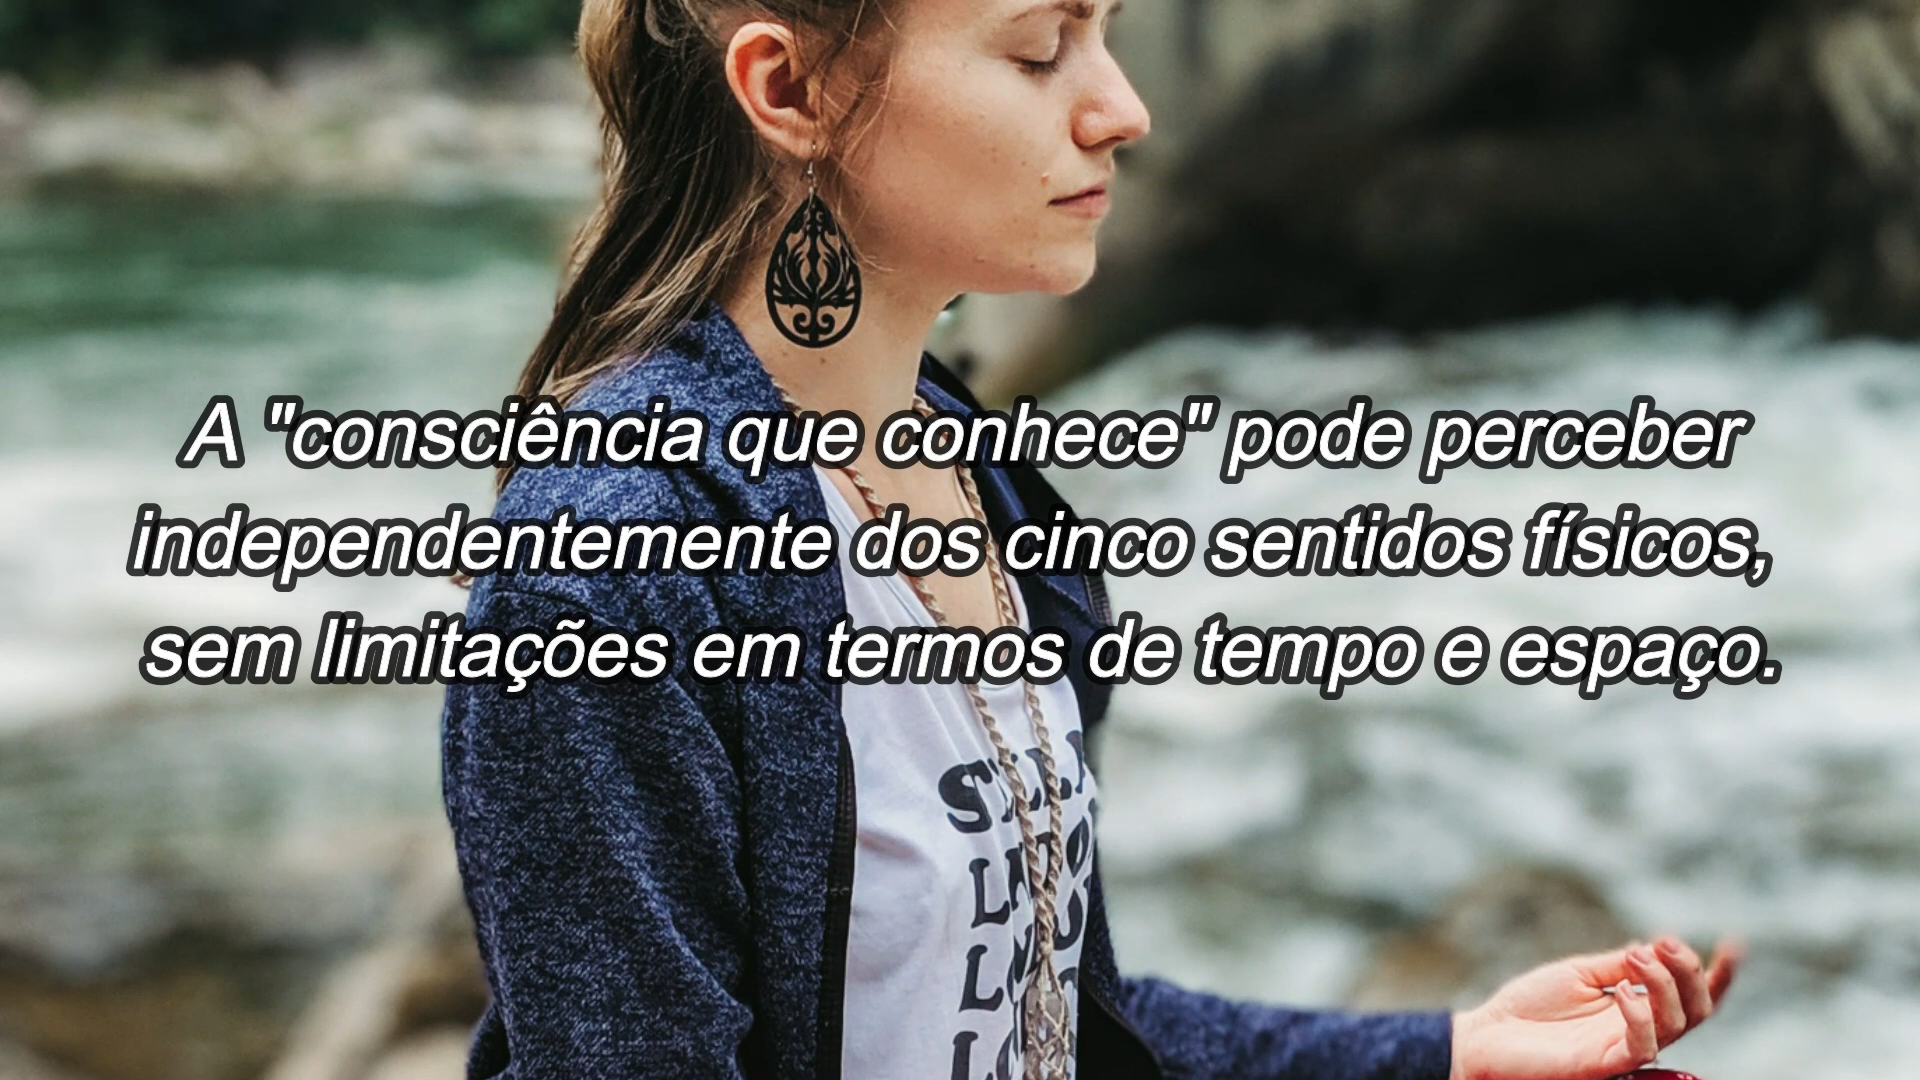 A "consciência que conhece" pode perceber
independentemente dos cinco sentidos físicos,
sem limitações em termos de tempo e espaço.